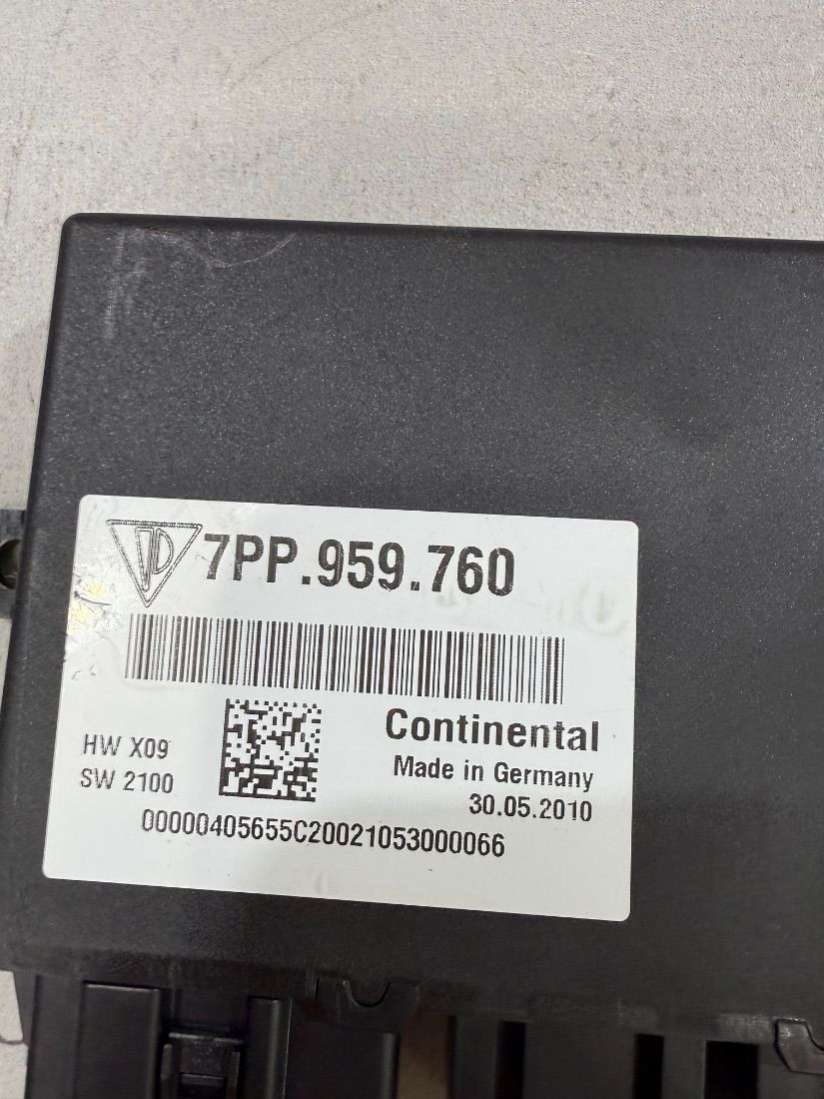 7PP.959.760
Continental
HW X09
Made in Germany
SW 2100
30.05.2010
00000405655C20021053000066